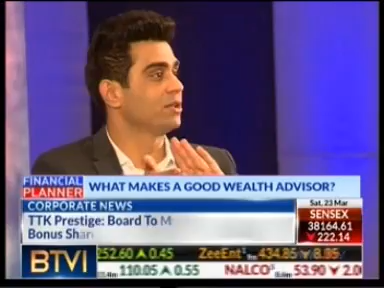 FINANCIAL
PLANNER
WHAT MAKES A GOOD WEALTH ADVISOR?
CORPORATE NEWS
TTK Prestige: Board To M
Bonus Shar
Sat, 23 Mar
SENSEX
38164.61
222.14
BTVI
252.60 0.45 ZeeEnt 434.85 8.95
110.05 0.55 NALCO 53.90 2.0